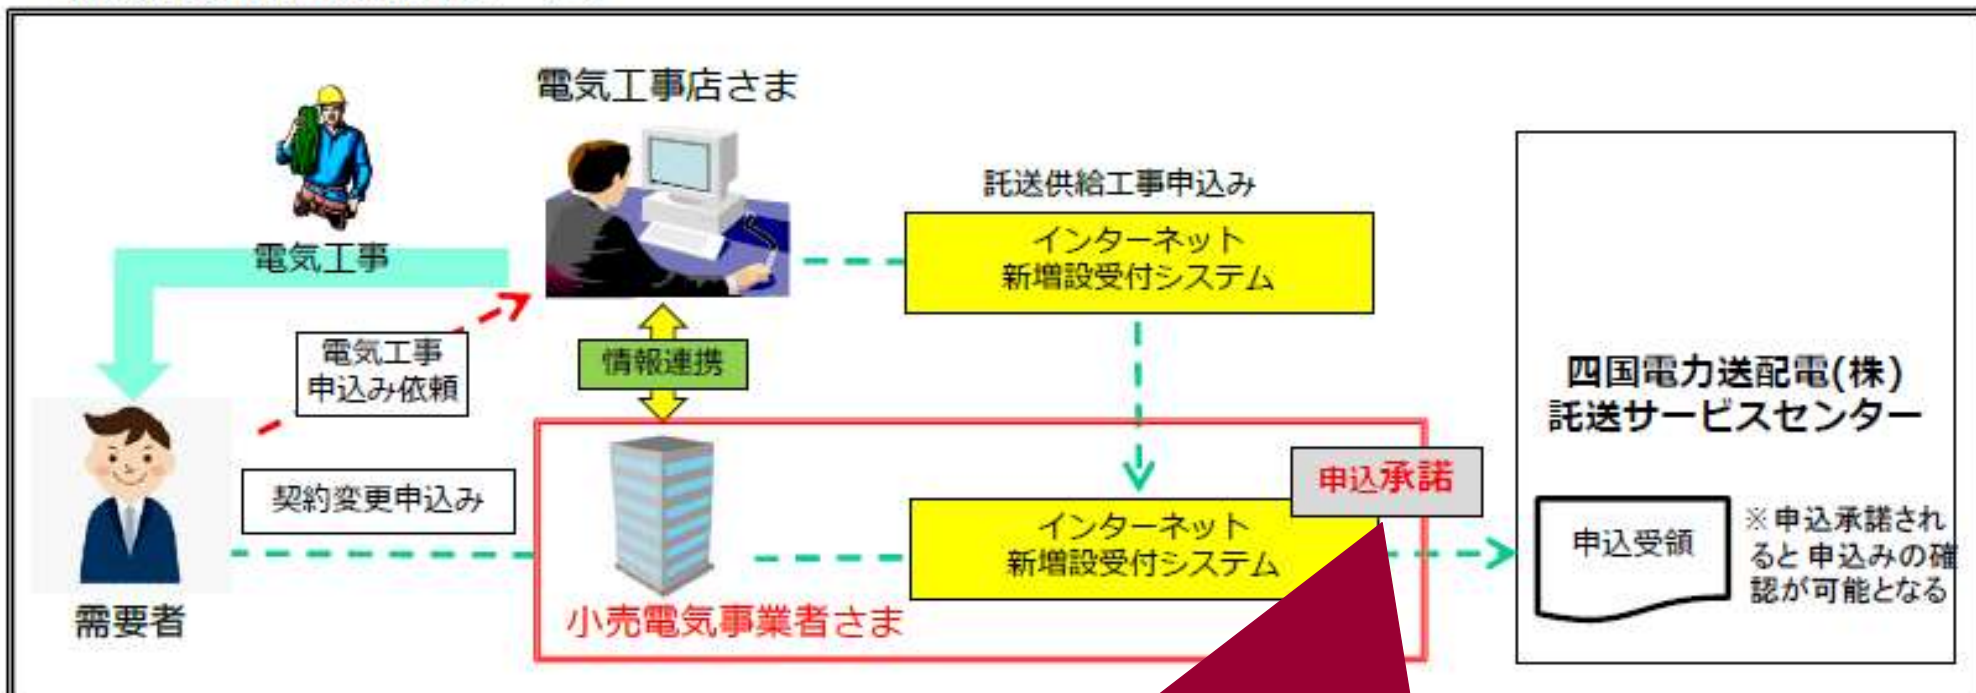 電気工事店さま
電気工事
託送供給工事申込み
インターネット
新増設受付システム
電気工事
申込み依頼
情報連携
四国電力送配電(株)
託送サービスセンター
契約変更申込み
申込承諾
インターネット
新増設受付システム
申込受領
※申込承諾され
ると申込みの確
認が可能となる
需要者
小売電気事業者さま